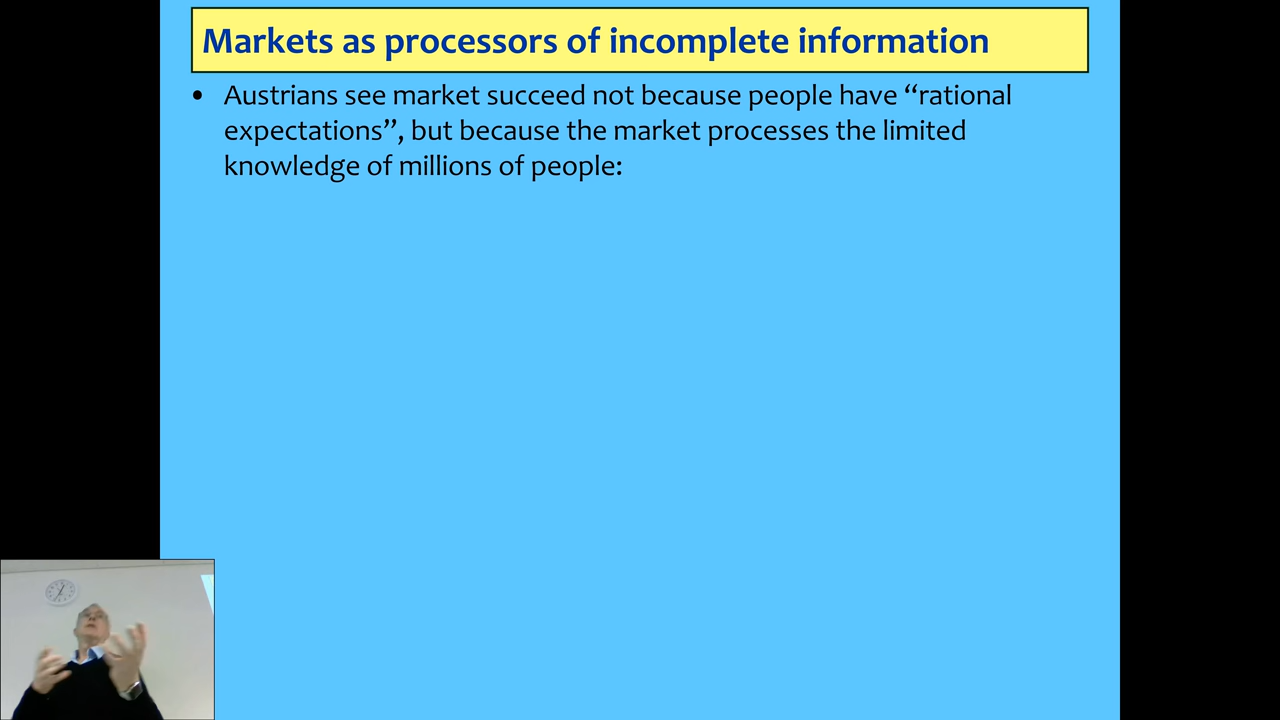 Markets as processors of incomplete information
• Austrians see market succeed not because people have “rational
expectations”, but because the market processes the limited
knowledge of millions of people: